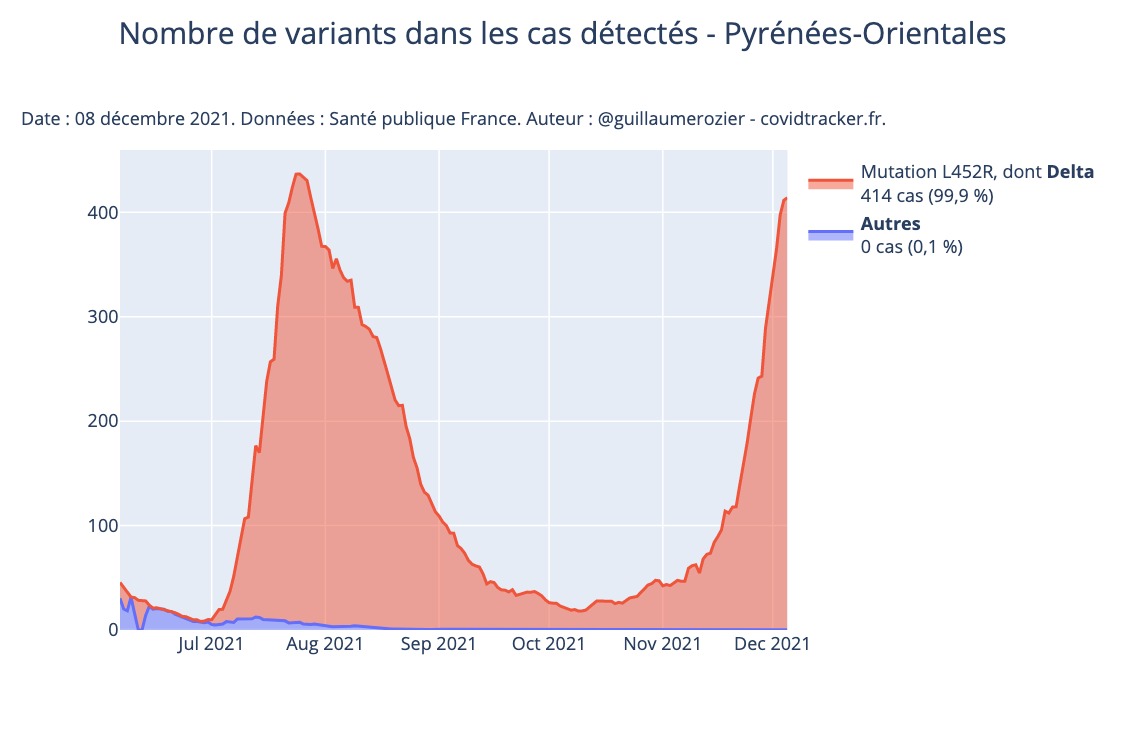 Nombre de variants dans les cas détectés - Pyrénées-Orientales
Date : 08 décembre 2021. Données : Santé publique France. Auteur : @guillaumerozier - covidtracker.fr.
Mutation L452R, dont Delta
414 cas (99,9 %)
Autres
0 cas (0,1 %)
400
300
200
100
0
Jul 2021
Aug 2021
Sep 2021
Oct 2021
Nov 2021
Dec 2021